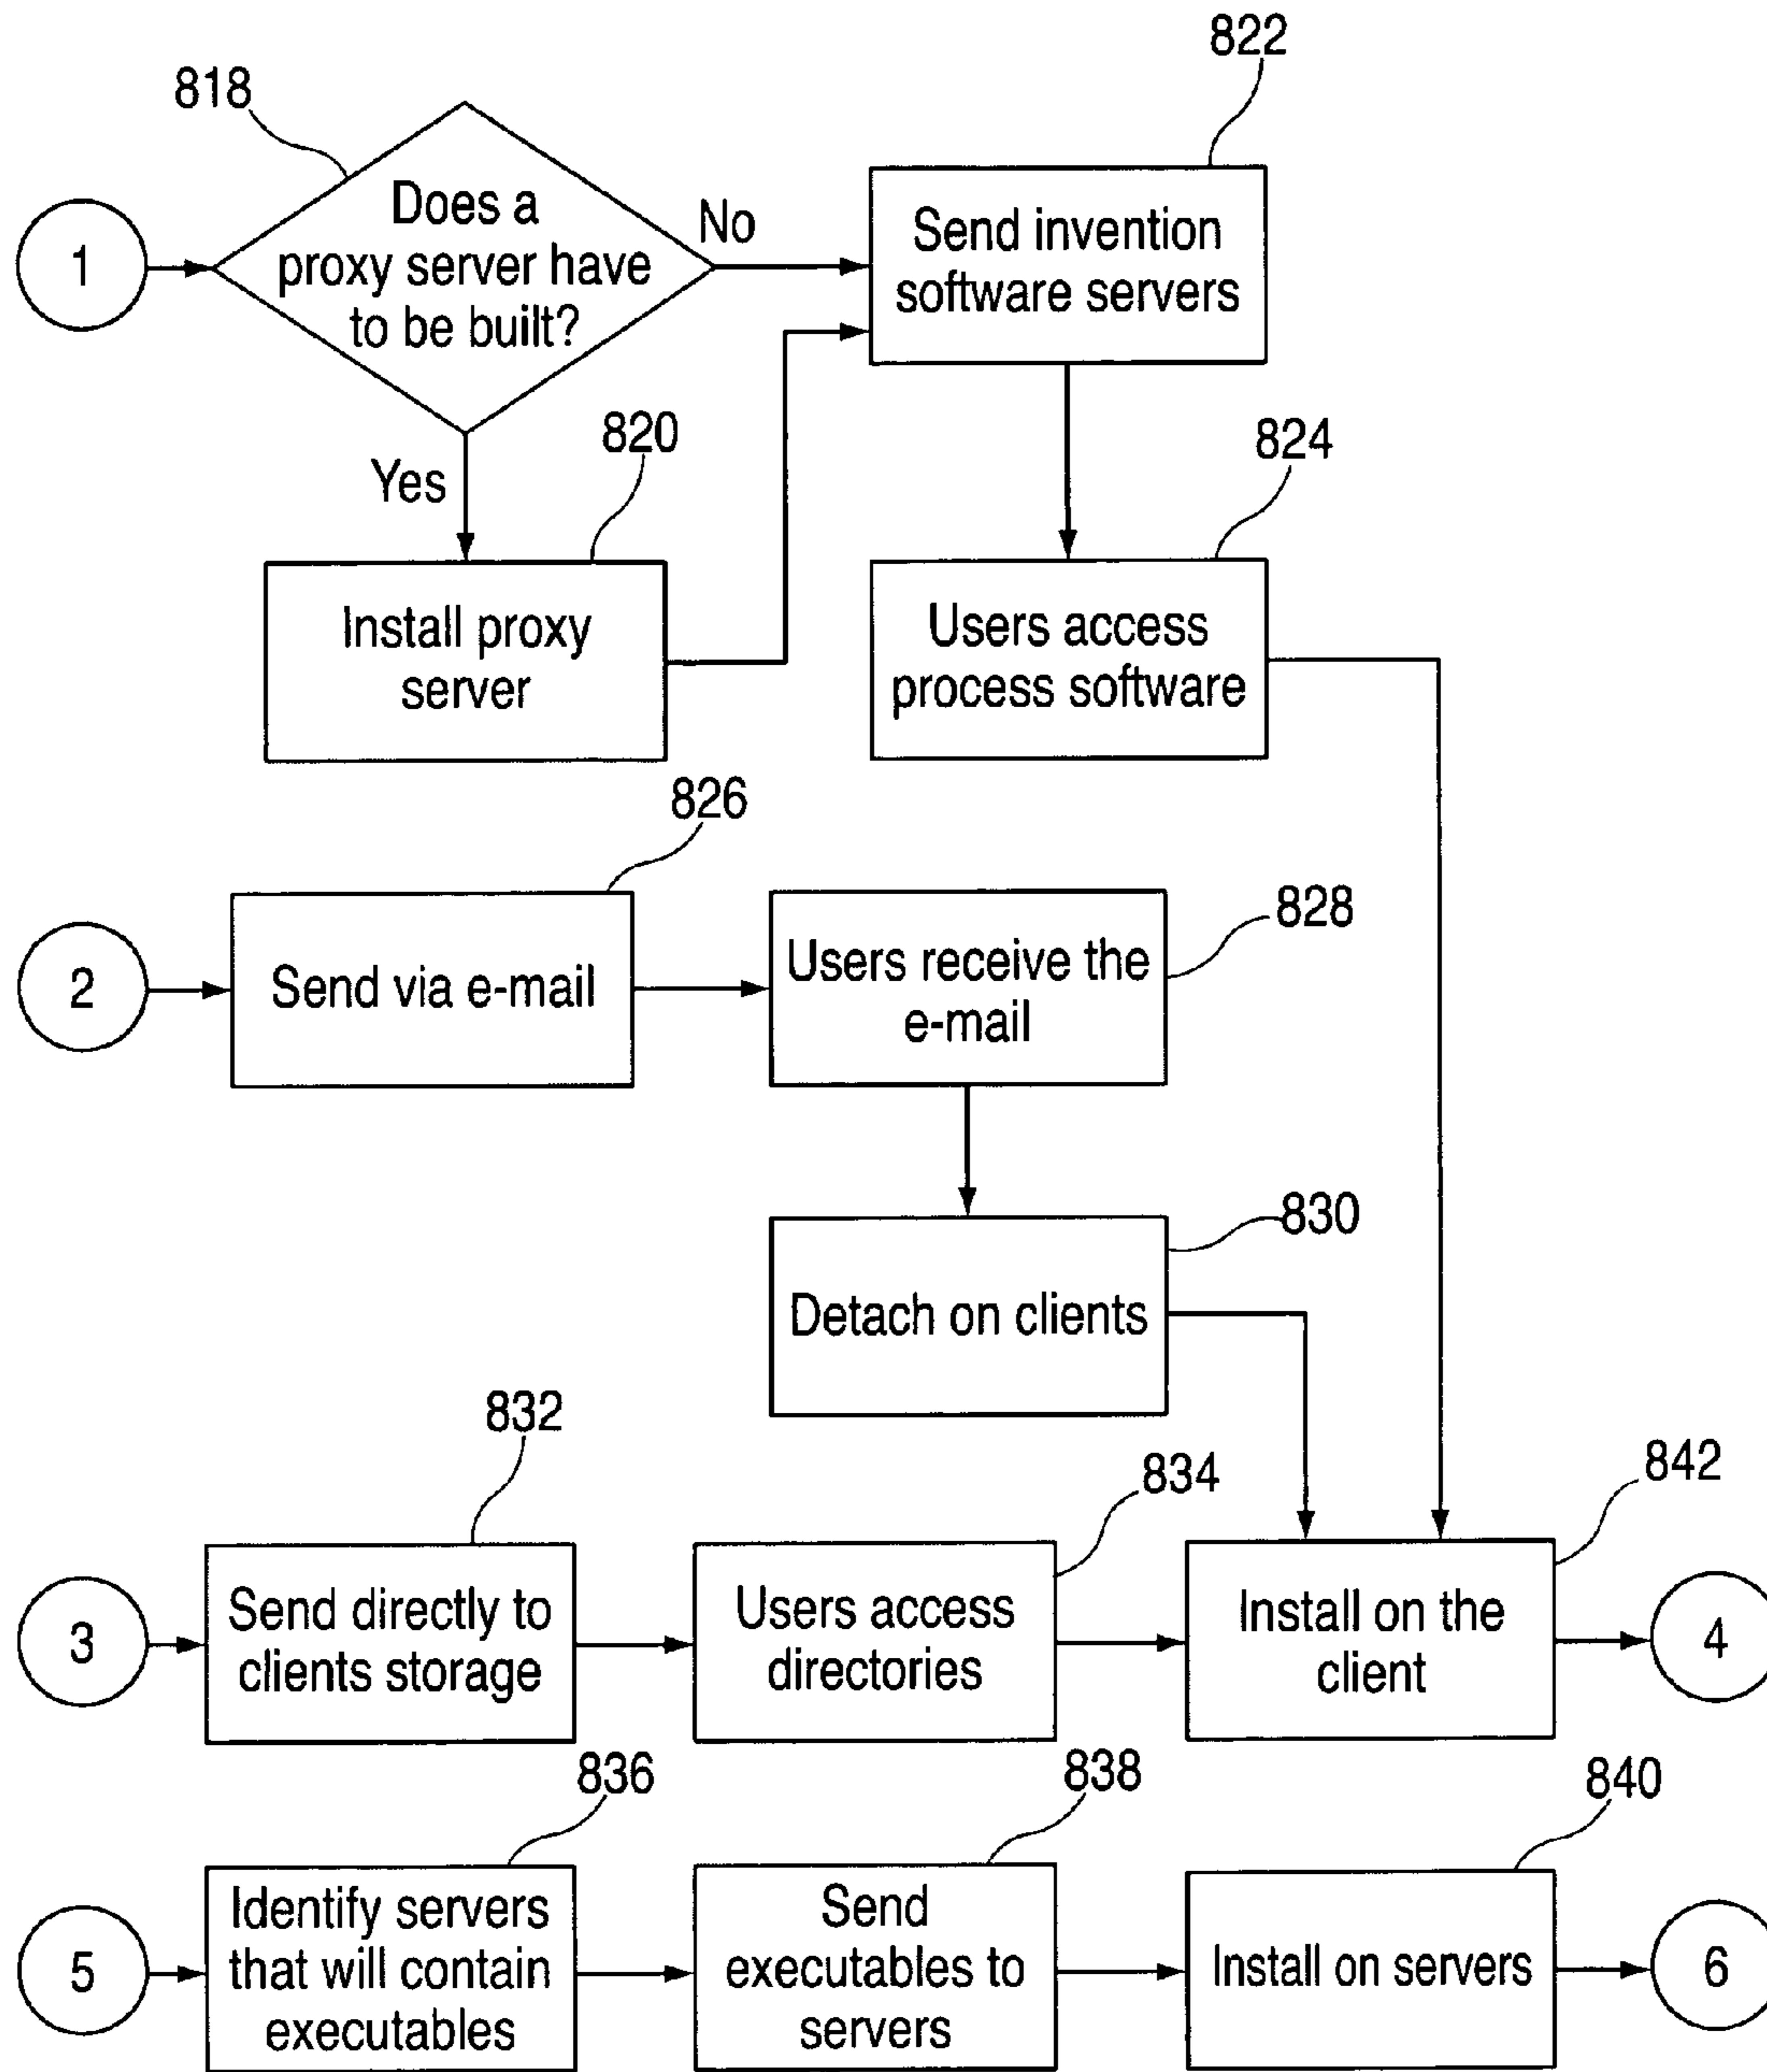 822
818
1
Does a
proxy server have
to be built?
No
Send invention
software servers
Yes
820
824
Install proxy
server
Users access
process software
826
828
2
Send via e-mail
Users receive the
e-mail
830
Detach on clients
832
834
842
3
Send directly to
clients storage
Users access
directories
Install on the
client
4
836
838
840
5
Identify servers
that will contain
executables
Send
executables to
servers
Install on servers
6